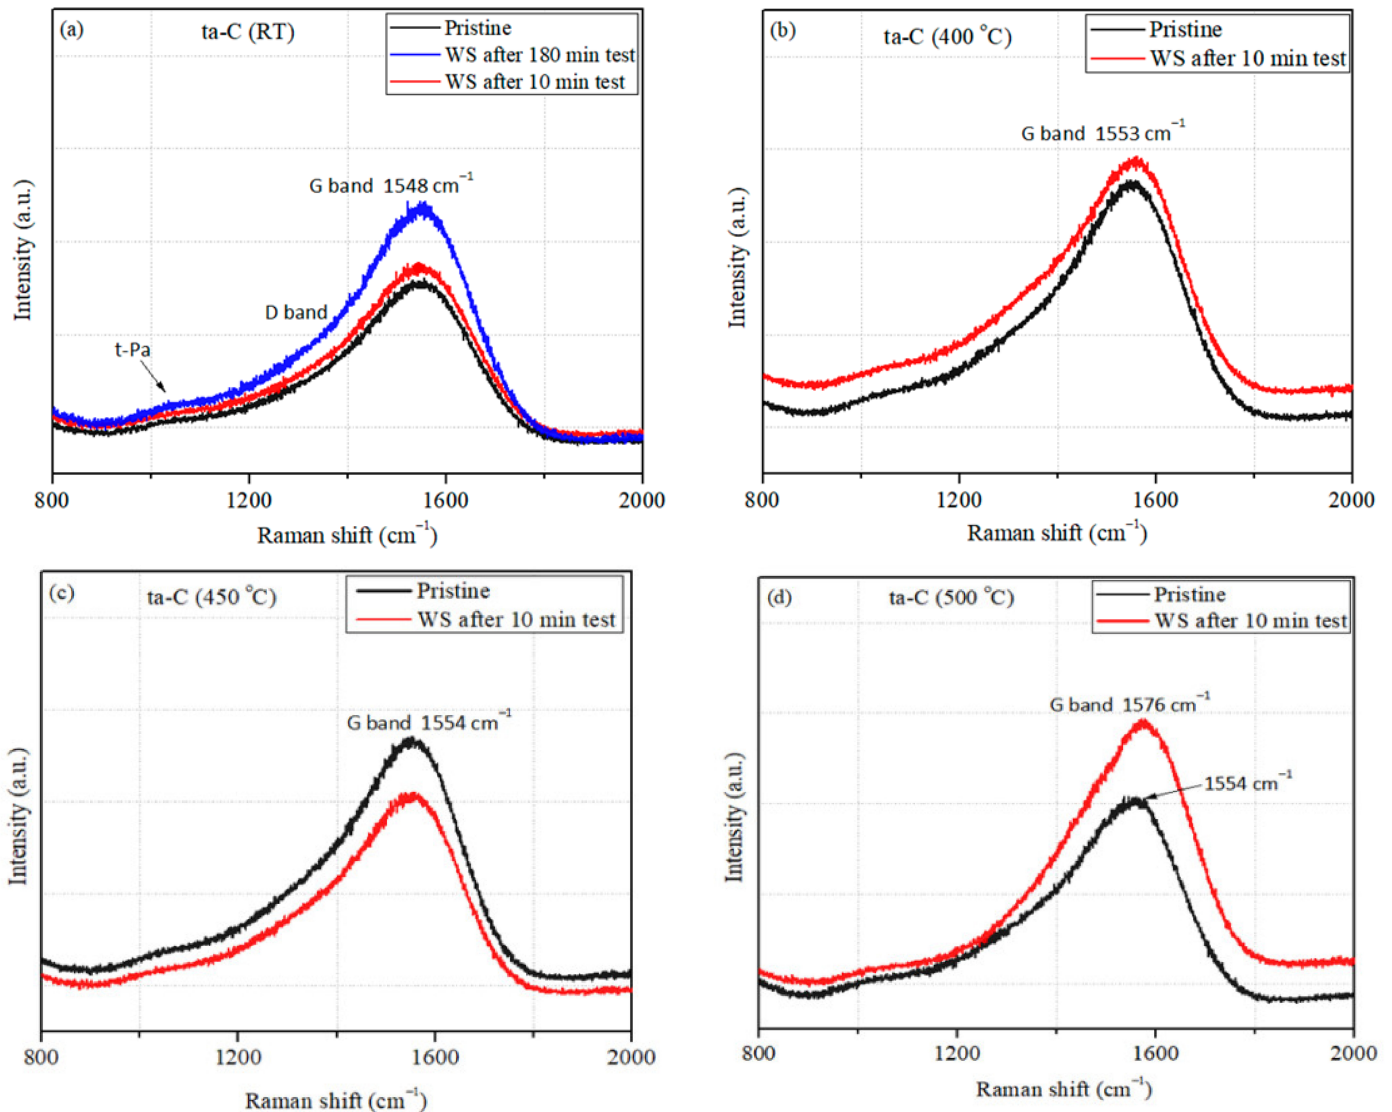 (a)
ta-C (RT)
Pristine
WS after 180 min test
WS after 10 min test
G band 1548 cm⁻¹
D band
t-Pa
Intensity (a.u.)
800
1200
1600
2000
Raman shift (cm⁻¹)
(b)
ta-C (400 °C)
Pristine
WS after 10 min test
G band 1553 cm⁻¹
Intensity (a.u.)
800
1200
1600
2000
Raman shift (cm⁻¹)
(c)
ta-C (450 °C)
Pristine
WS after 10 min test
G band 1554 cm⁻¹
Intensity (a.u.)
800
1200
1600
2000
Raman shift (cm⁻¹)
(d)
ta-C (500 °C)
Pristine
WS after 10 min test
G band 1576 cm⁻¹
1554 cm⁻¹
Intensity (a.u.)
800
1200
1600
2000
Raman shift (cm⁻¹)